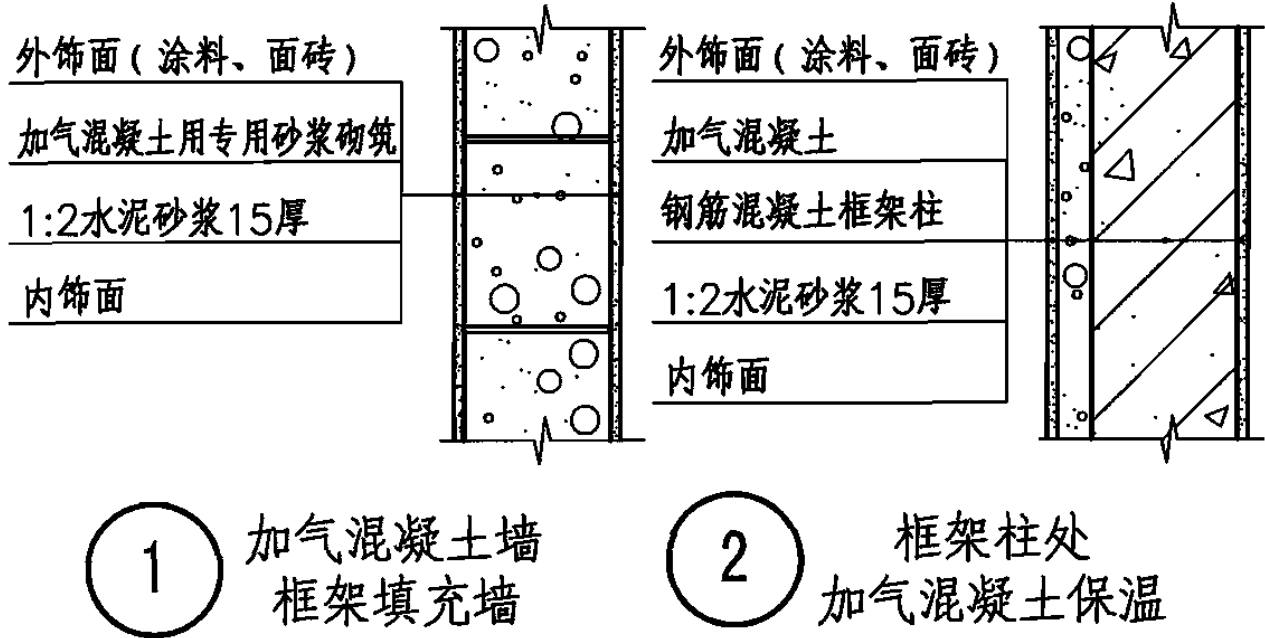 外饰面(涂料、面砖)
加气混凝土用专用砂浆砌筑
1:2水泥砂浆15厚
内饰面
外饰面(涂料、面砖)
加气混凝土
钢筋混凝土框架柱
1:2水泥砂浆15厚
内饰面
1
加气混凝土墙
框架填充墙
2
框架柱处
加气混凝土保温